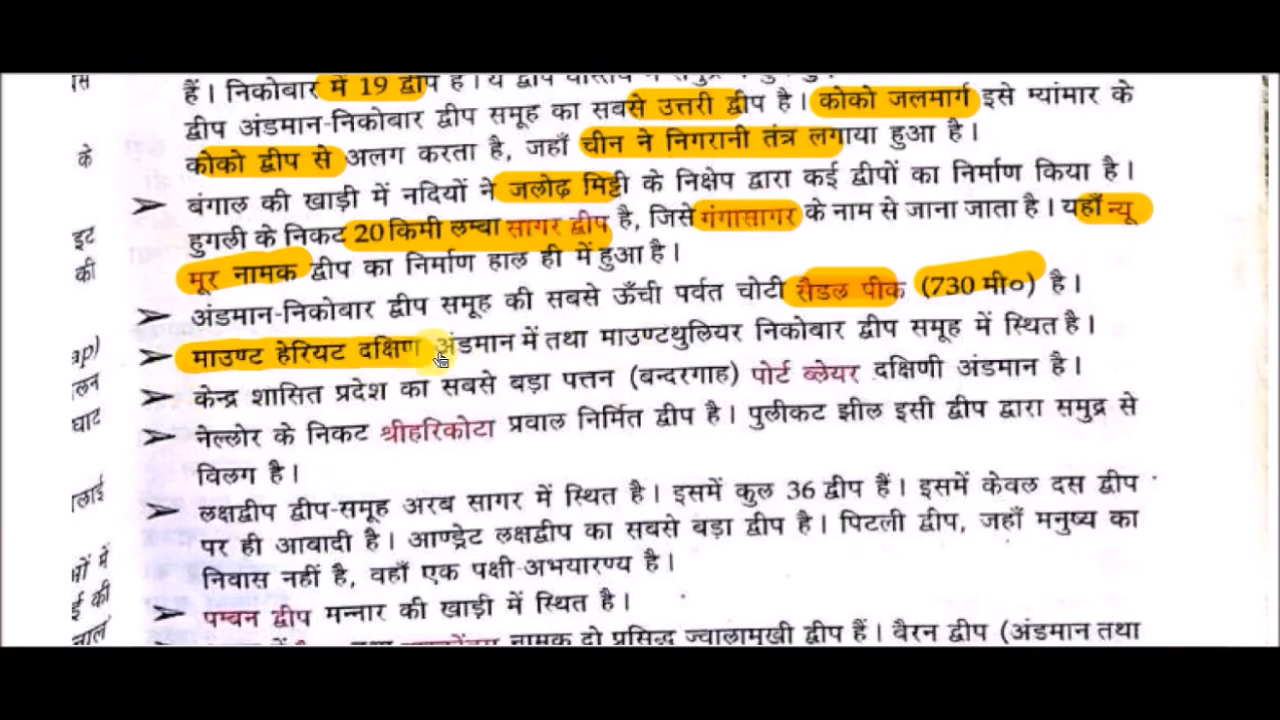 हैं। निकोबार में 19 द्वीप हैं। ये द्वीप
द्वीप अंडमान-निकोबार द्वीप समूह का सबसे उत्तरी द्वीप है। कोको जलमार्ग इसे म्यांमार के
के
कोको द्वीप से अलग करता है, जहाँ चीन ने निगरानी तंत्र लगाया हुआ है।
➤ बंगाल की खाड़ी में नदियों ने जलोढ़ मिट्टी के निक्षेप द्वारा कई द्वीपों का निर्माण किया है।
इट
हुगली के निकट 20 किमी लम्बा सागर द्वीप है, जिसे गंगासागर के नाम से जाना जाता है। यहाँ न्यू
की
मूर नामक द्वीप का निर्माण हाल ही में हुआ है।
➤ अंडमान-निकोबार द्वीप समूह की सबसे ऊँची पर्वत चोटी सैडल पीक (730 मी०) है।
ap)
➤ माउण्ट हेरियट दक्षिण अंडमान में तथा माउण्टथुलियर निकोबार द्वीप समूह में स्थित है।
लन
➤ केन्द्र शासित प्रदेश का सबसे बड़ा पत्तन (बन्दरगाह) पोर्ट ब्लेयर दक्षिणी अंडमान है।
घाट
➤ नेल्लोर के निकट श्रीहरिकोटा प्रवाल निर्मित द्वीप है। पुलीकट झील इसी द्वीप द्वारा समुद्र से
विलग है।
लाई
➤ लक्षद्वीप द्वीप-समूह अरब सागर में स्थित है। इसमें कुल 36 द्वीप हैं। इसमें केवल दस द्वीप
पर ही आबादी है। आण्ड्रेट लक्षद्वीप का सबसे बड़ा द्वीप है। पिटली द्वीप, जहाँ मनुष्य का
ओं में
निवास नहीं है, वहाँ एक पक्षी-अभयारण्य है।
ई की
➤ पम्बन द्वीप मन्नार की खाड़ी में स्थित है।
नामक दो प्रसिद्ध ज्वालामुखी द्वीप हैं। बैरन द्वीप (अंडमान तथा